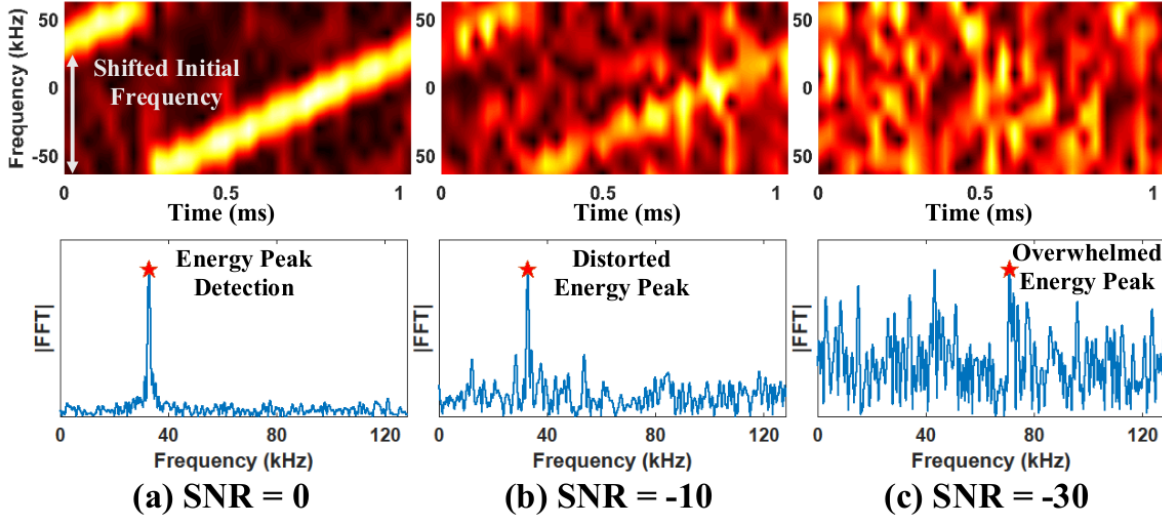 Frequency (kHz)
50
0
-50
Shifted Initial
Frequency
0
0.5
1
Time (ms)
50
0
-50
0
0.5
1
Time (ms)
50
0
-50
0
0.5
1
Time (ms)
|FFT|
Energy Peak
Detection
0
40
80
120
Frequency (kHz)
|FFT|
Distorted
Energy Peak
0
40
80
120
Frequency (kHz)
|FFT|
Overwhelmed
Energy Peak
0
40
80
120
Frequency (kHz)
(a) SNR = 0
(b) SNR = -10
(c) SNR = -30